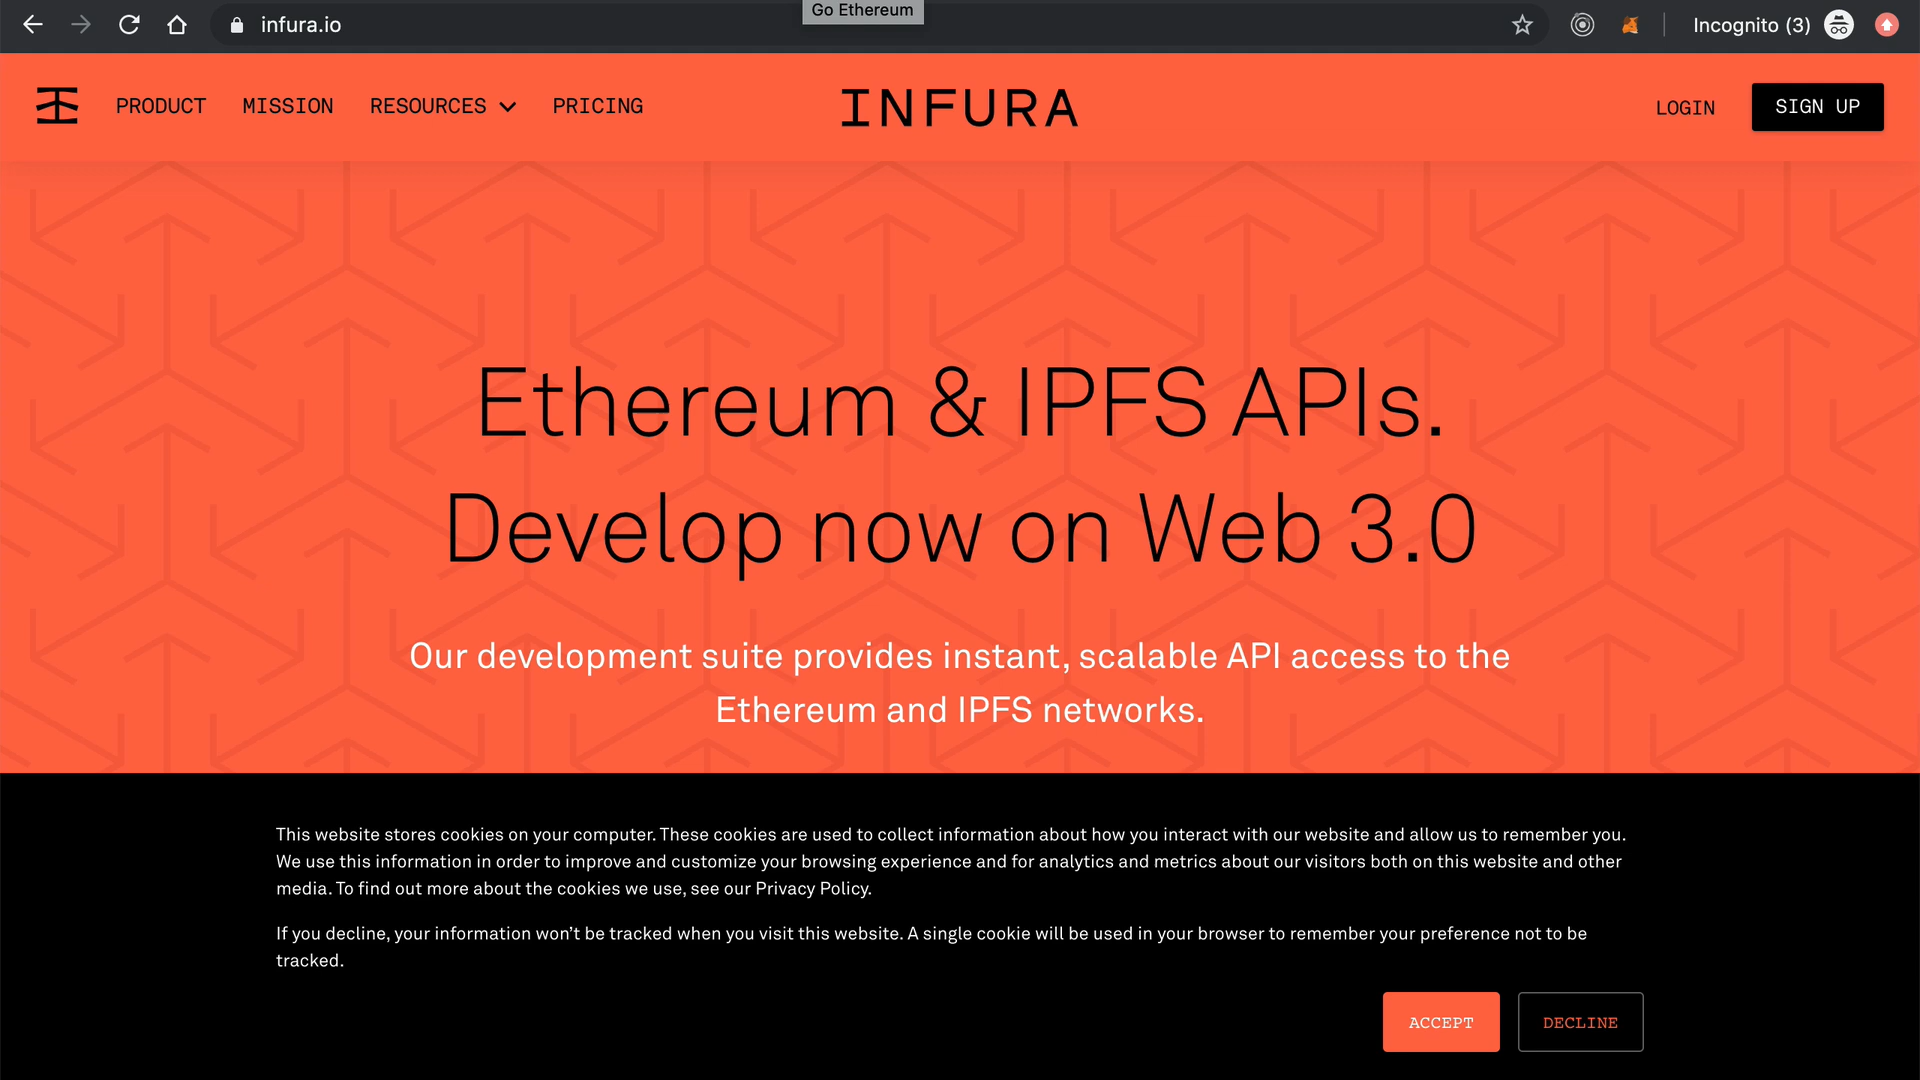 Go Ethereum
infura.io
Incognito (3)
PRODUCT
MISSION
RESOURCES
PRICING
INFURA
LOGIN
SIGN UP
Ethereum & IPFS APIs.
Develop now on Web 3.0
Our development suite provides instant, scalable API access to the
Ethereum and IPFS networks.
This website stores cookies on your computer. These cookies are used to collect information about how you interact with our website and allow us to remember you.
We use this information in order to improve and customize your browsing experience and for analytics and metrics about our visitors both on this website and other
media. To find out more about the cookies we use, see our Privacy Policy.
If you decline, your information won’t be tracked when you visit this website. A single cookie will be used in your browser to remember your preference not to be
tracked.
ACCEPT
DECLINE